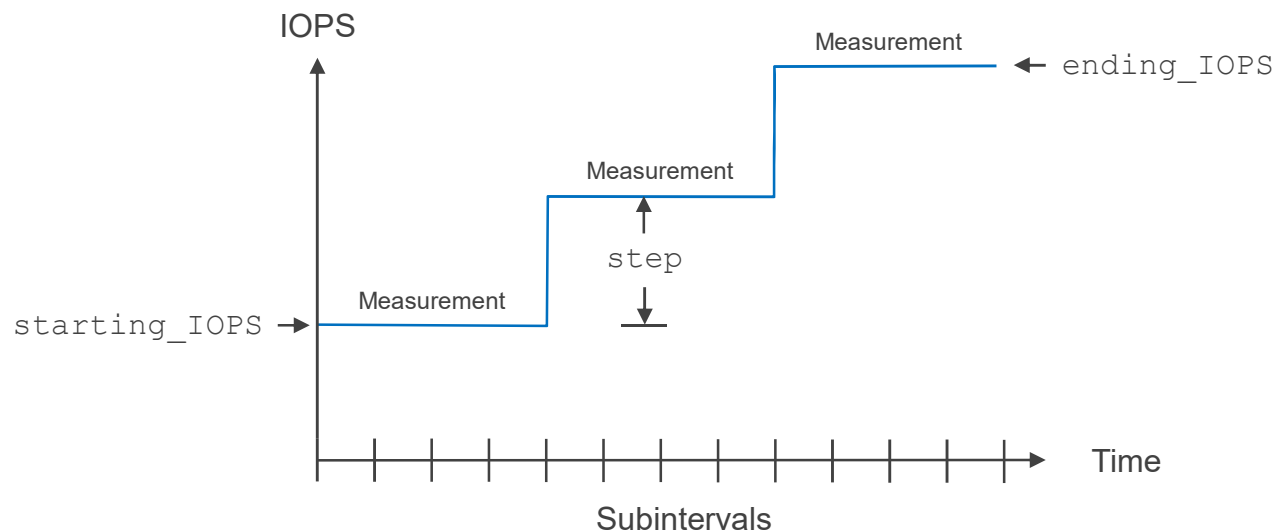 IOPS
Measurement
ending_IOPS
Measurement
step
Measurement
starting_IOPS
Time
Subintervals